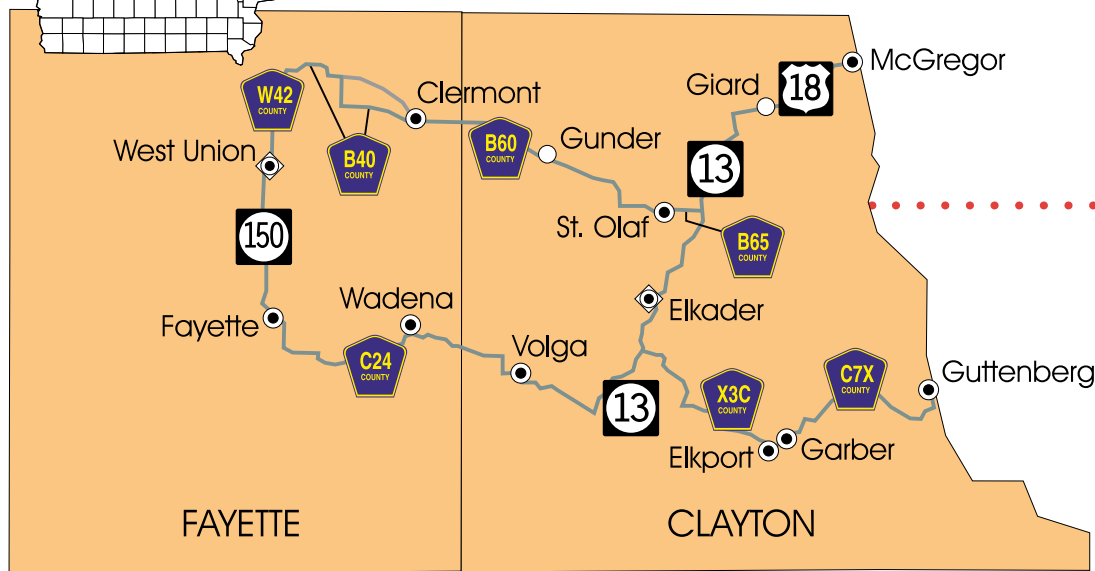 McGregor
18
Giard
W42
COUNTY
Clermont
B60
COUNTY
Gunder
West Union
B40
COUNTY
13
St. Olaf
B65
COUNTY
150
Elkader
Wadena
Fayette
Volga
C24
COUNTY
X3C
COUNTY
C7X
COUNTY
Guttenberg
13
Elkport
Garber
FAYETTE
CLAYTON